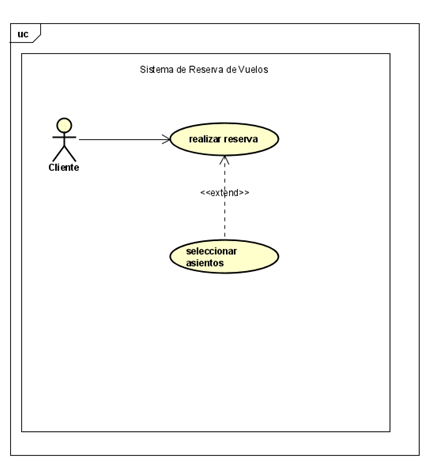 uc
Sistema de Reserva de Vuelos
realizar reserva
Cliente
<<extend>>
seleccionar
asientos